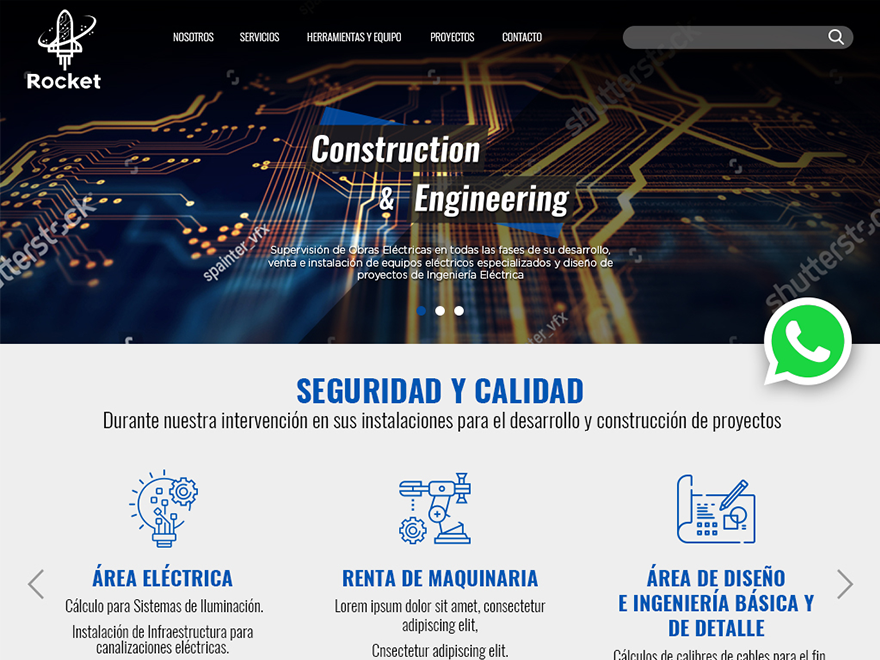 Rocket
NOSOTROS
SERVICIOS
HERRAMIENTAS Y EQUIPO
PROYECTOS
CONTACTO
shutterstock
Construction
& Engineering
shutterstock
spainter_vfx
Supervisión de Obras Eléctricas en todas las fases de su desarrollo,
venta e instalación de equipos eléctricos especializados y diseño de
proyectos de Ingeniería Eléctrica
shutterstock
SEGURIDAD Y CALIDAD
Durante nuestra intervención en sus instalaciones para el desarrollo y construcción de proyectos
ÁREA ELÉCTRICA
Cálculo para Sistemas de Iluminación.
Instalación de Infraestructura para
canalizaciones eléctricas.
RENTA DE MAQUINARIA
Lorem ipsum dolor sit amet, consectetur
adipiscing elit,
Cnsectetur adipiscing elit.
ÁREA DE DISEÑO
E INGENIERÍA BÁSICA Y
DE DETALLE
Cálculos de calibres de cables para el fin